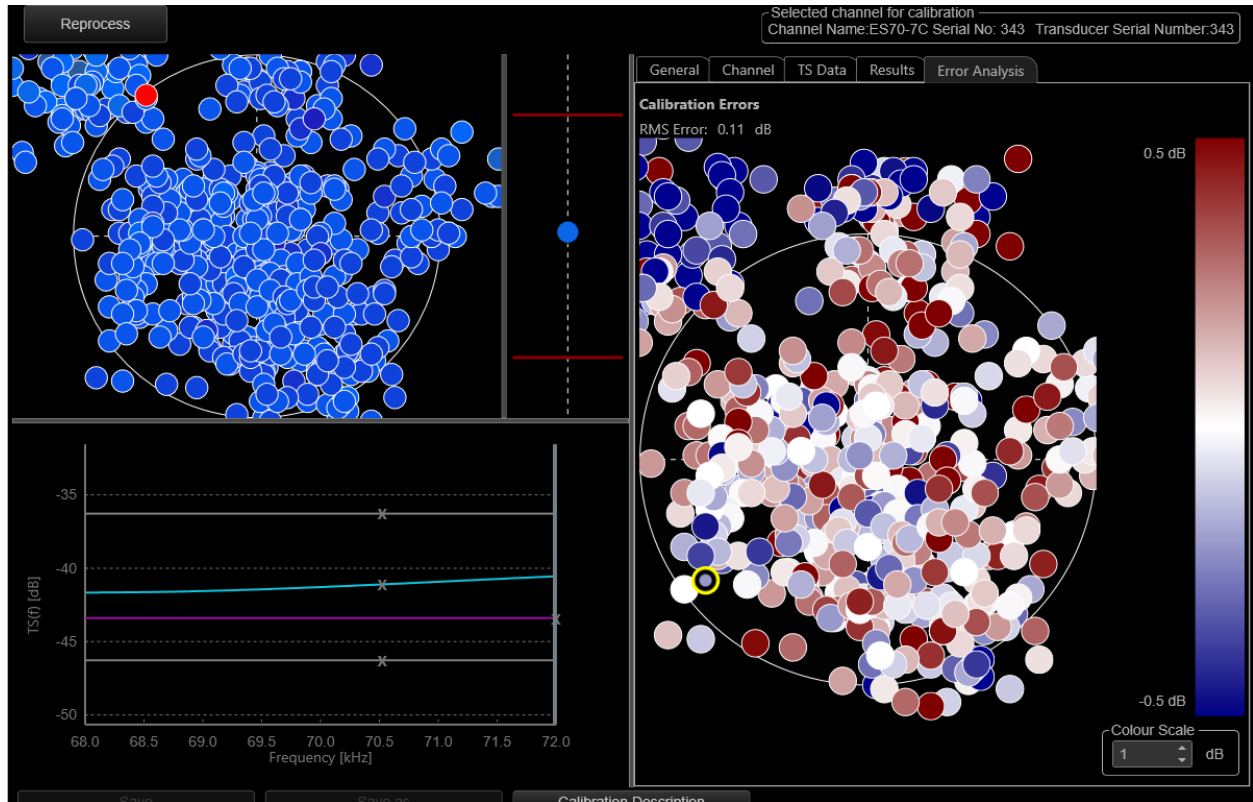 Reprocess
Selected channel for calibration
Channel Name:ES70-7C Serial No: 343 Transducer Serial Number:343
General Channel TS Data Results Error Analysis
Calibration Errors
RMS Error: 0.11 dB
0.5 dB
-0.5 dB
Colour Scale
1 dB
-35
-40
-45
-50
TS(f) [dB]
x
x
x
x
68.0 68.5 69.0 69.5 70.0 70.5 71.0 71.5 72.0
Frequency [kHz]
Save Save as Calibration Description